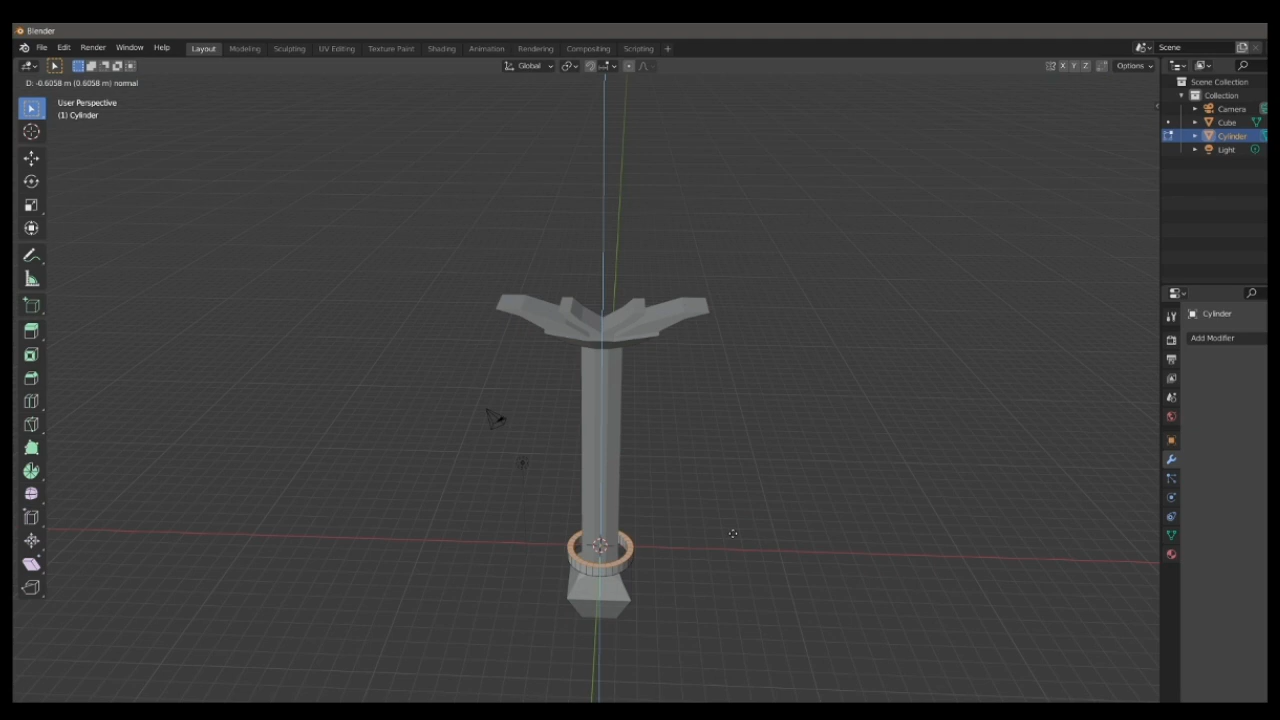 Blender
File Edit Render Window Help Layout Modeling Sculpting UV Editing Texture Paint Shading Animation Rendering Compositing Scripting + Scene
Global X Y Z Options
D: -0.6058 m (0.6058 m) normal
User Perspective
(1) Cylinder
Scene Collection
Collection
Camera
Cube
Cylinder
Light
Cylinder
Add Modifier